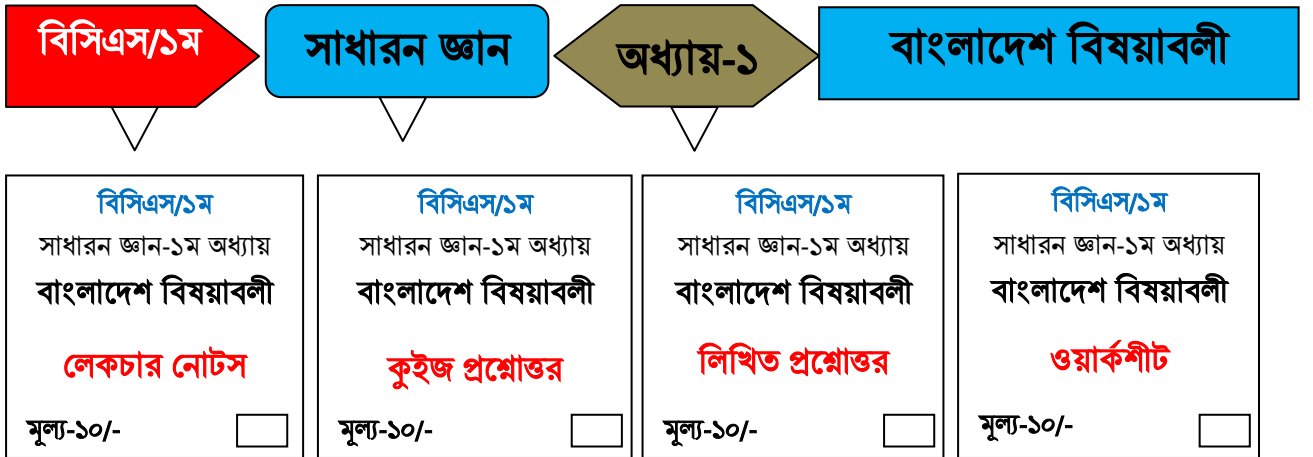 বিসিএস/১ম
সাধারন জ্ঞান
অধ্যায়-১
বাংলাদেশ বিষয়াবলী
বিসিএস/১ম
সাধারন জ্ঞান-১ম অধ্যায়
বাংলাদেশ বিষয়াবলী
লেকচার নোটস
মূল্য-১০/-
বিসিএস/১ম
সাধারন জ্ঞান-১ম অধ্যায়
বাংলাদেশ বিষয়াবলী
কুইজ প্রশ্নোত্তর
মূল্য-১০/-
বিসিএস/১ম
সাধারন জ্ঞান-১ম অধ্যায়
বাংলাদেশ বিষয়াবলী
লিখিত প্রশ্নোত্তর
মূল্য-১০/-
বিসিএস/১ম
সাধারন জ্ঞান-১ম অধ্যায়
বাংলাদেশ বিষয়াবলী
ওয়ার্কশীট
মূল্য-১০/-